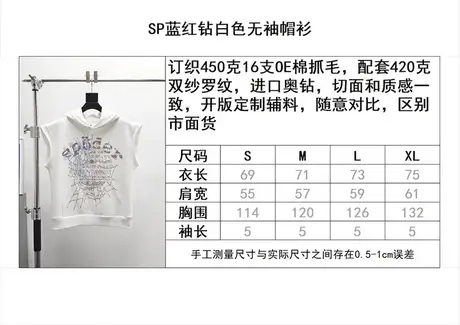 SP蓝红钻白色无袖帽衫
订织450克16支OE棉抓毛，配套420克
双纱罗纹，进口奥钻，切面和质感一
致，开版定制辅料，随意对比，区别
市面货
尺码 S M L XL
衣长 69 71 73 75
肩宽 55 57 59 61
胸围 114 120 126 132
袖长 5 5 5 5
手工测量尺寸与实际尺寸之间存在0.5-1cm误差